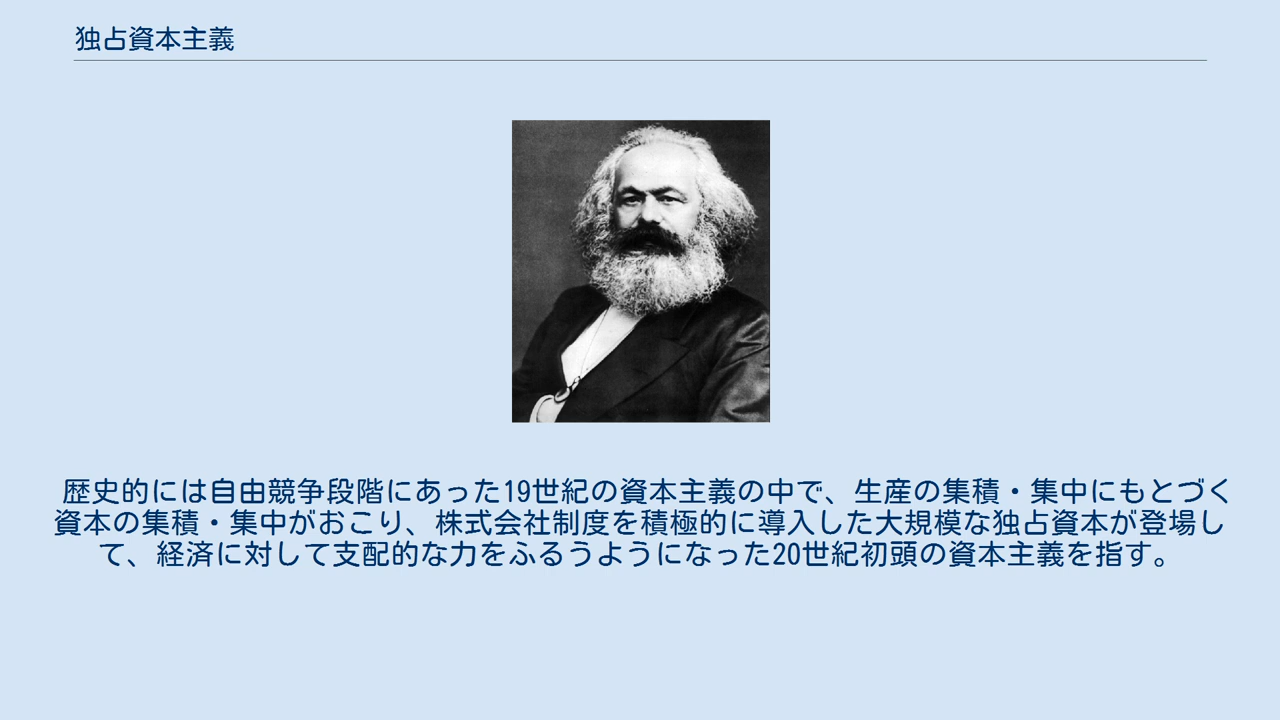 独占資本主義
歴史的には自由競争段階にあった19世紀の資本主義の中で、生産の集積・集中にもとづく
資本の集積・集中がおこり、株式会社制度を積極的に導入した大規模な独占資本が登場し
て、経済に対して支配的な力をふるうようになった20世紀初頭の資本主義を指す。